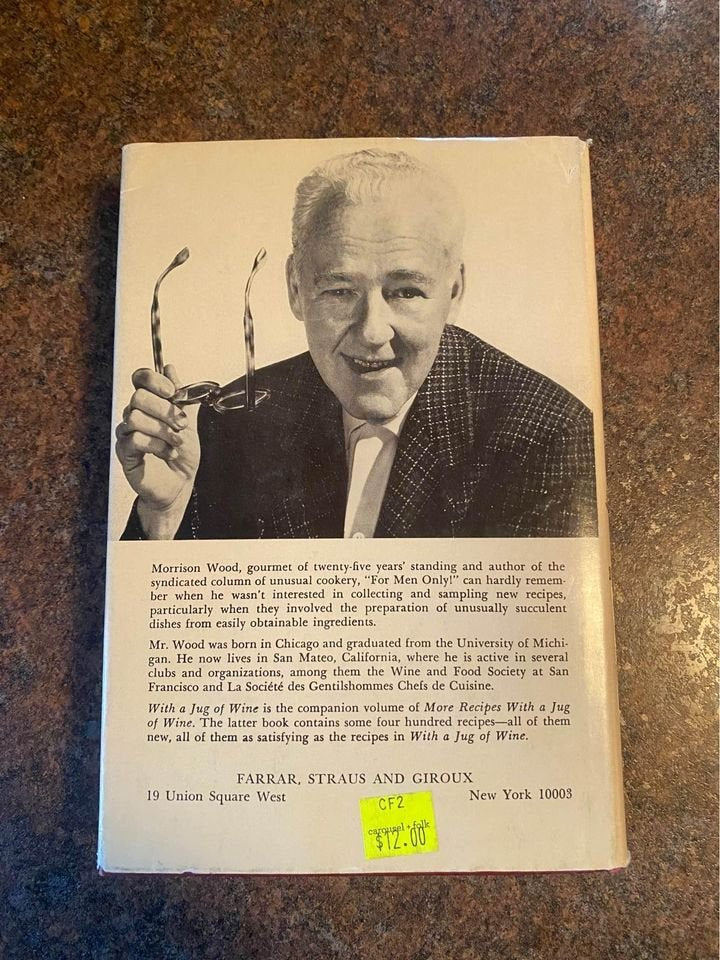 Morrison Wood, gourmet of twenty-five years' standing and author of the
syndicated column of unusual cookery, "For Men Only!" can hardly remem-
ber when he wasn't interested in collecting and sampling new recipes,
particularly when they involved the preparation of unusually succulent
dishes from easily obtainable ingredients.
Mr. Wood was born in Chicago and graduated from the University of Michi-
gan. He now lives in San Mateo, California, where he is active in several
clubs and organizations, among them the Wine and Food Society at San
Francisco and La Société des Gentilshommes Chefs de Cuisine.
With a Jug of Wine is the companion volume of More Recipes With a Jug
of Wine. The latter book contains some four hundred recipes—all of them
new, all of them as satisfying as the recipes in With a Jug of Wine.
FARRAR, STRAUS AND GIROUX
19 Union Square West New York 10003
CF2
carousel + folk
$12.00